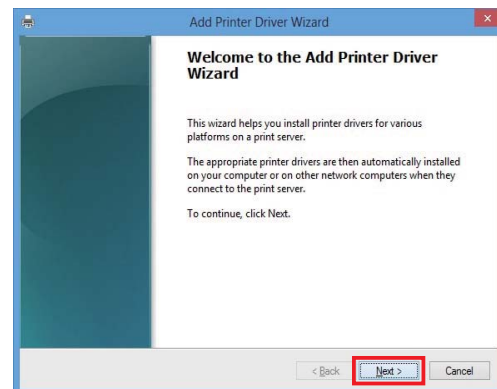 Add Printer Driver Wizard
Welcome to the Add Printer Driver
Wizard
This wizard helps you install printer drivers for various
platforms on a print server.
The appropriate printer drivers are then automatically installed
on your computer or on other network computers when they
connect to the print server.
To continue, click Next.
< Back Next > Cancel